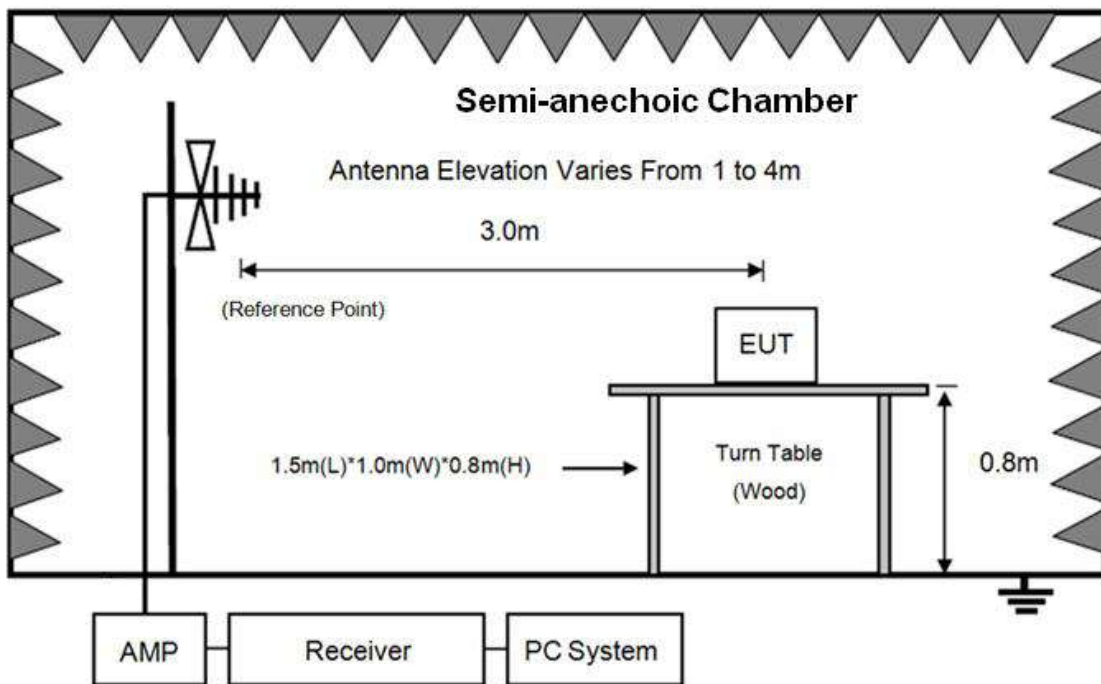 Semi-anechoic Chamber
Antenna Elevation Varies From 1 to 4m
3.0m
(Reference Point)
EUT
1.5m(L)*1.0m(W)*0.8m(H)
Turn Table
(Wood)
0.8m
AMP
Receiver
PC System